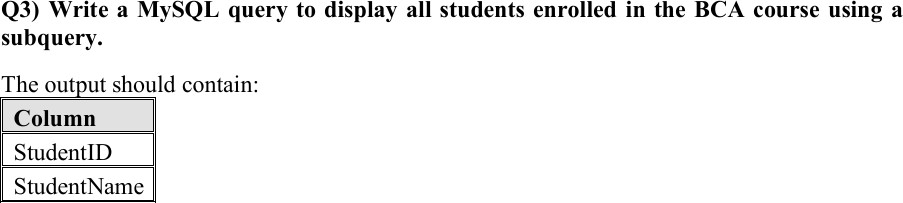 Q3) Write a MySQL query to display all students enrolled in the BCA course using a
subquery.
The output should contain:
Column
StudentID
StudentName